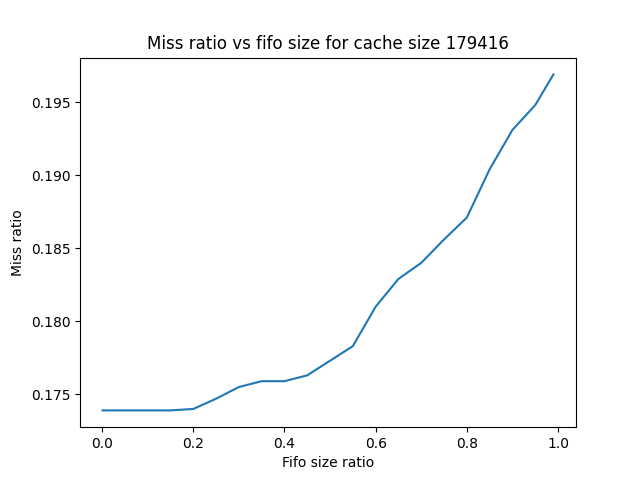 Miss ratio vs fifo size for cache size 179416
0.195
0.190
0.185
0.180
0.175
Miss ratio
0.0 0.2 0.4 0.6 0.8 1.0
Fifo size ratio